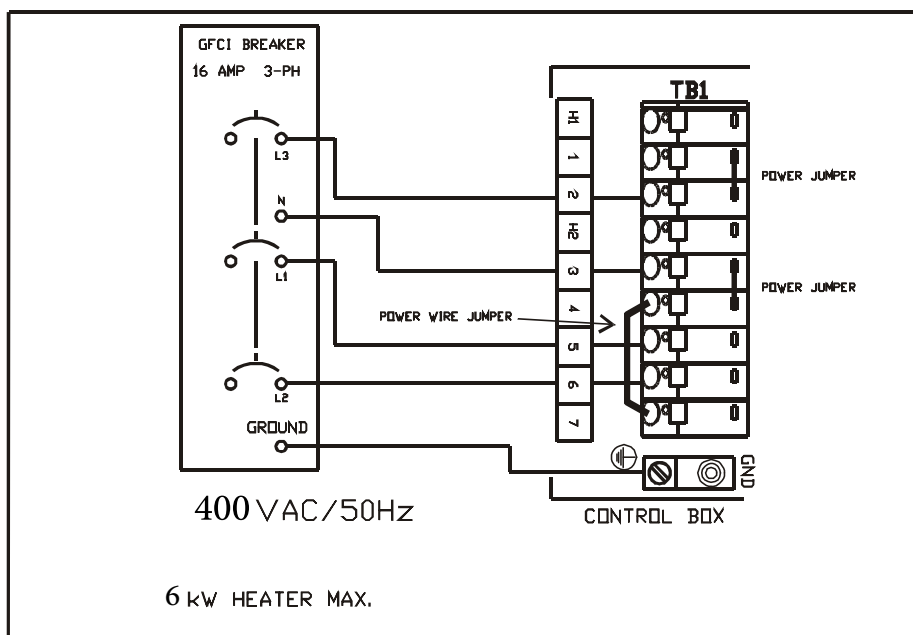 GFCI BREAKER
16 AMP 3-PH
L3
N
L1
L2
GROUND
400 VAC/50Hz
6 kW HEATER MAX.
TB1
H1
1
2
H2
3
4
5
6
7
POWER JUMPER
POWER JUMPER
POWER WIRE JUMPER
GND
CONTROL BOX